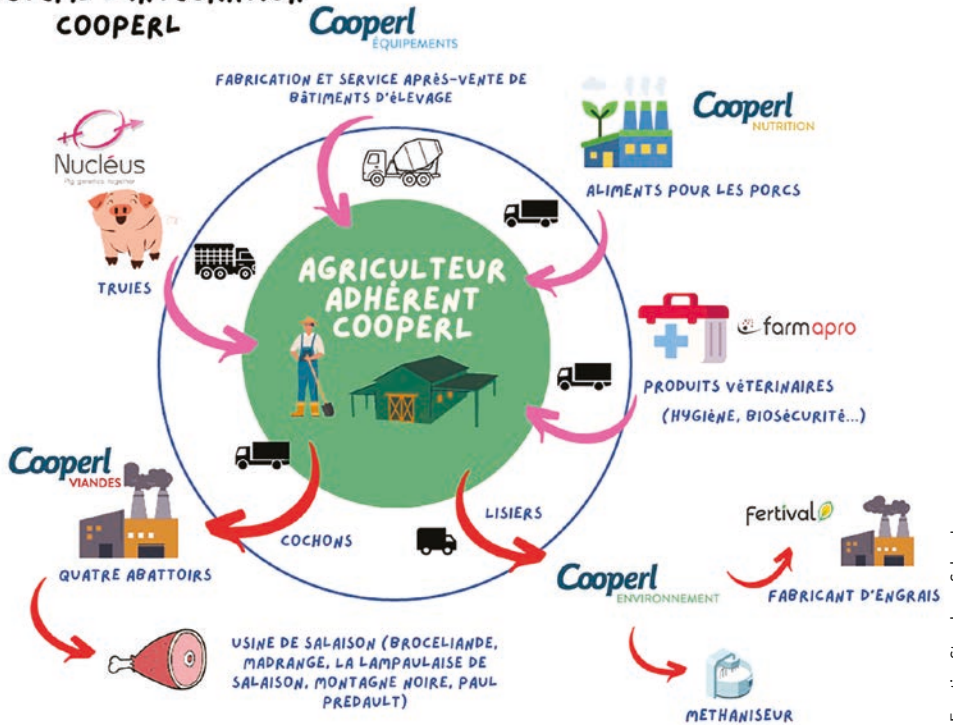 COOPERL
Cooperl
ÉQUIPEMENTS
FABRICATION ET SERVICE APRÈS-VENTE DE
BÂTIMENTS D'ÉLEVAGE
Nucléus
Pig genetics together
TRUIES
Cooperl
NUTRITION
ALIMENTS POUR LES PORCS
AGRICULTEUR
ADHÉRENT
COOPERL
farmapro
PRODUITS VÉTERINAIRES
(HYGIÈNE, BIOSÉCURITÉ...)
Cooperl
VIANDES
QUATRE ABATTOIRS
COCHONS
LISIERS
USINE DE SALAISON (BROCELIANDE,
MADRANGE, LA LAMPAULAISE DE
SALAISON, MONTAGNE NOIRE, PAUL
PREDAULT)
Cooperl
ENVIRONNEMENT
fertival
FABRICANT D'ENGRAIS
METHANISEUR